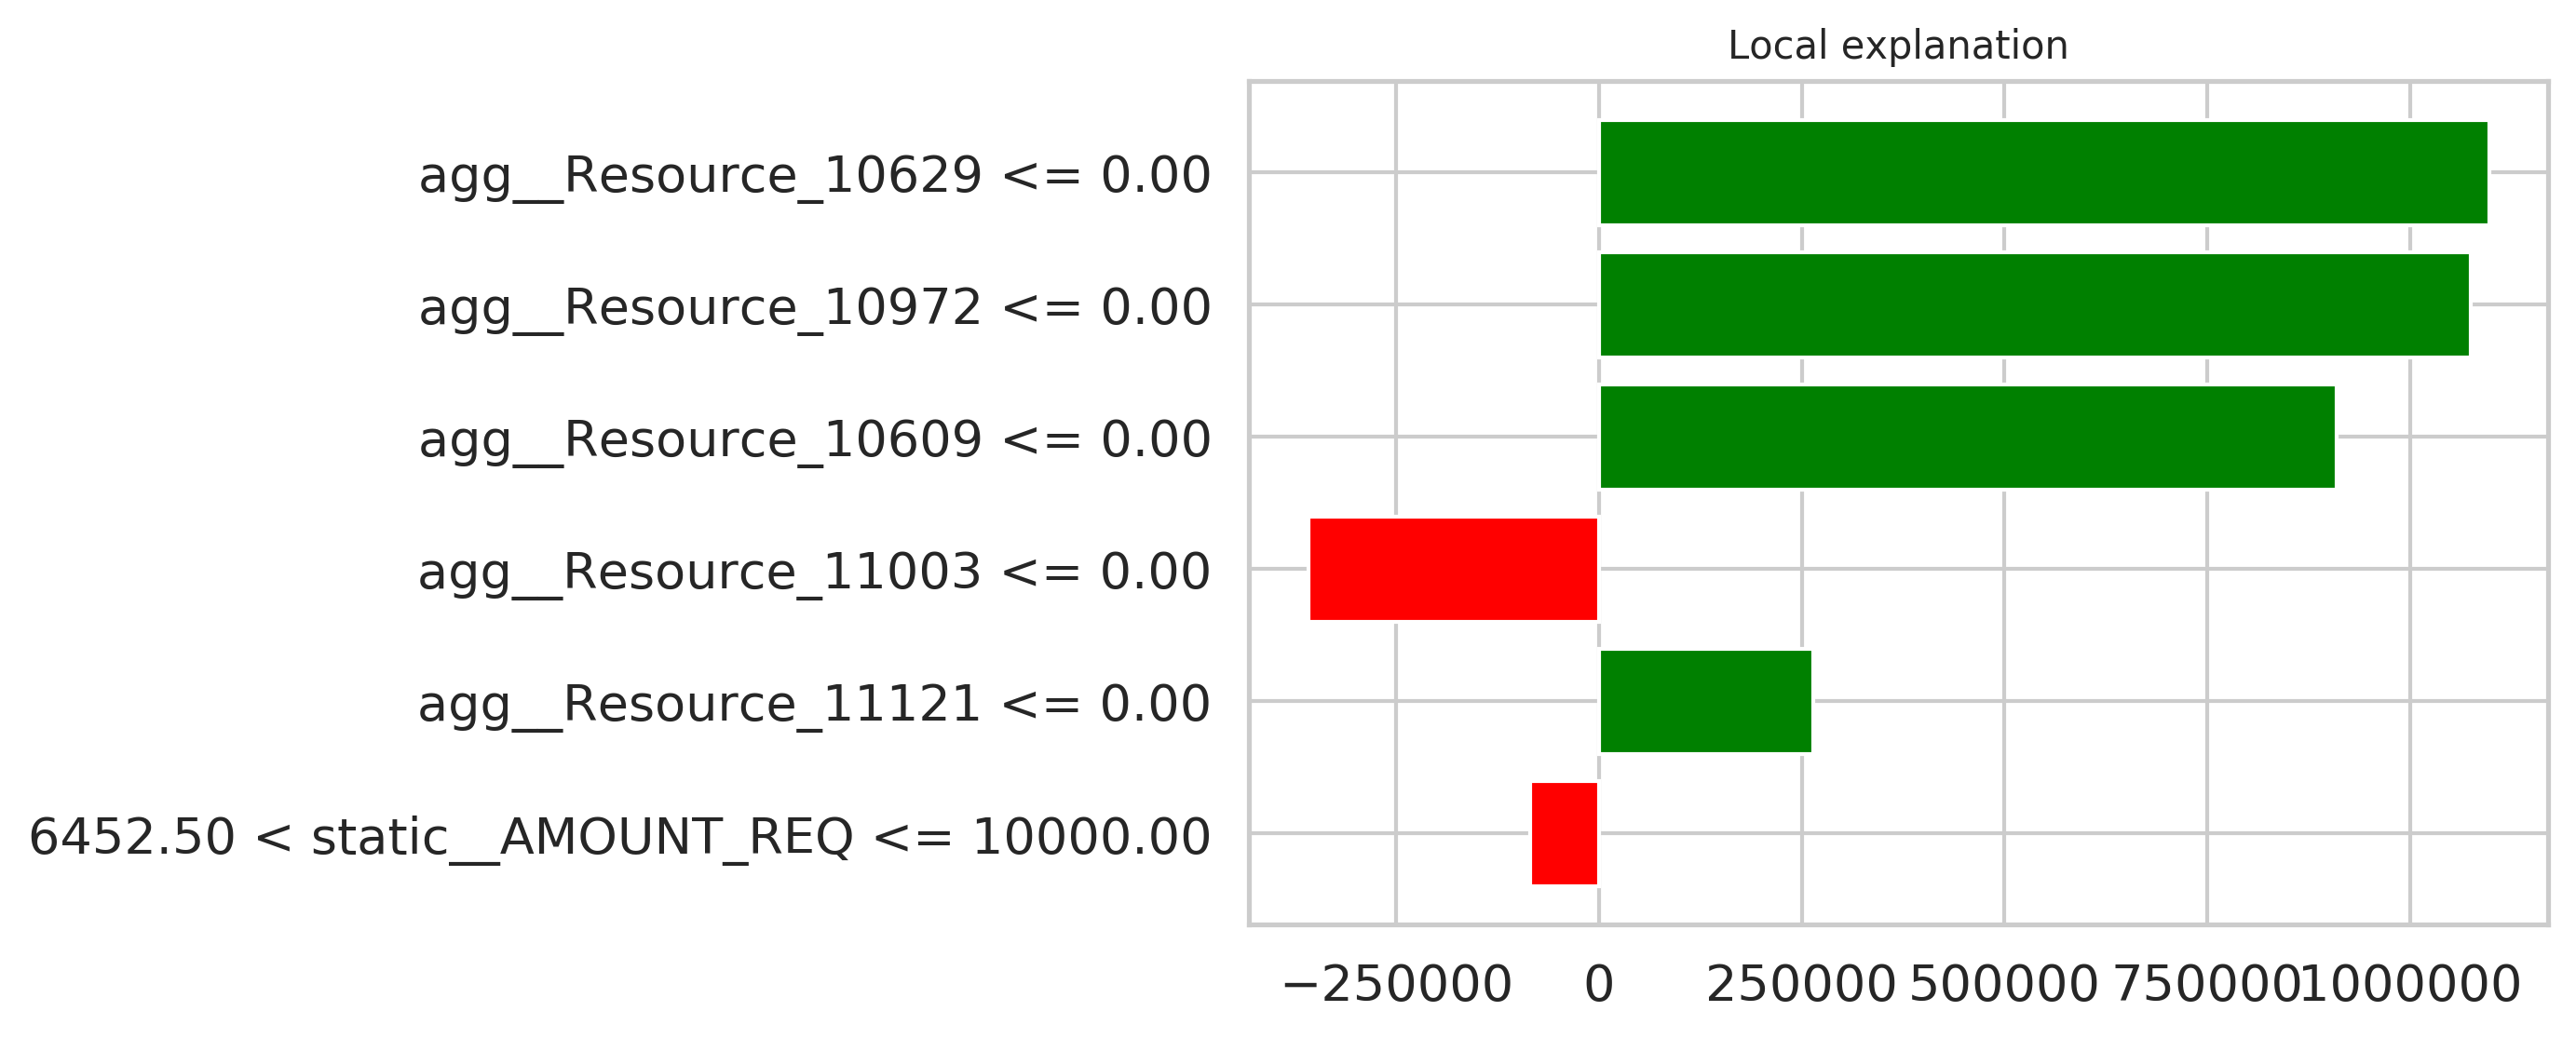 Local explanation
agg__Resource_10629 <= 0.00
agg__Resource_10972 <= 0.00
agg__Resource_10609 <= 0.00
agg__Resource_11003 <= 0.00
agg__Resource_11121 <= 0.00
6452.50 < static__AMOUNT_REQ <= 10000.00
−250000 0 250000 500000 750000 1000000